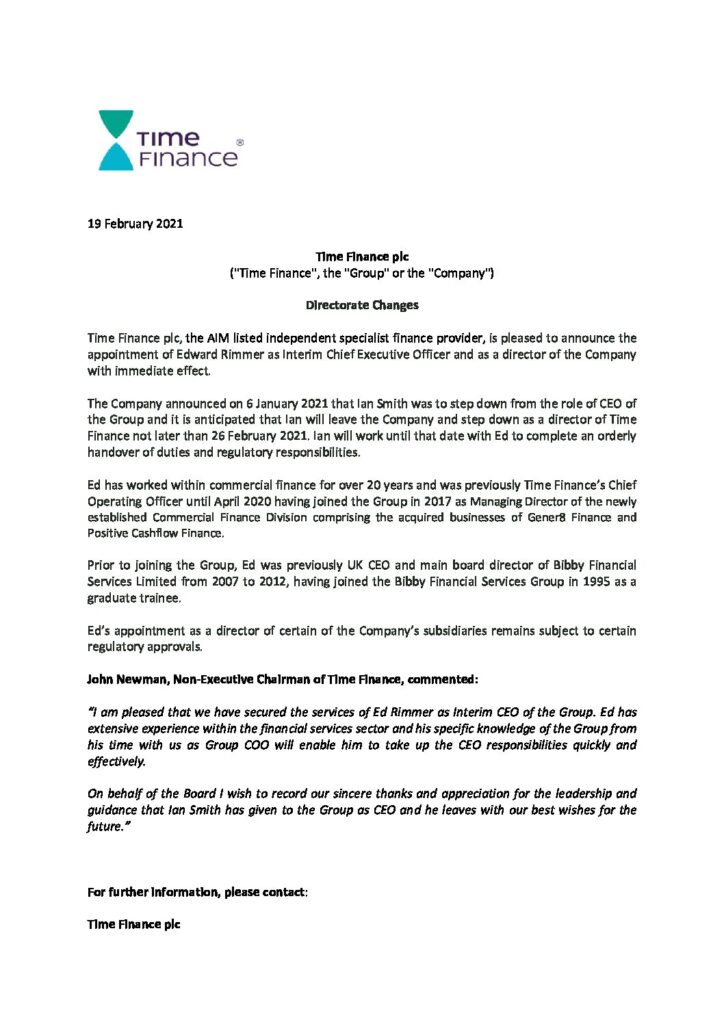 TIME
FINANCE ®
19 February 2021
Time Finance plc
("Time Finance", the "Group" or the "Company")
Directorate Changes
Time Finance plc, the AIM listed independent specialist finance provider, is pleased to announce the
appointment of Edward Rimmer as Interim Chief Executive Officer and as a director of the Company
with immediate effect.
The Company announced on 6 January 2021 that Ian Smith was to step down from the role of CEO of
the Group and it is anticipated that Ian will leave the Company and step down as a director of Time
Finance not later than 26 February 2021. Ian will work until that date with Ed to complete an orderly
handover of duties and regulatory responsibilities.
Ed has worked within commercial finance for over 20 years and was previously Time Finance’s Chief
Operating Officer until April 2020 having joined the Group in 2017 as Managing Director of the newly
established Commercial Finance Division comprising the acquired businesses of Gener8 Finance and
Positive Cashflow Finance.
Prior to joining the Group, Ed was previously UK CEO and main board director of Bibby Financial
Services Limited from 2007 to 2012, having joined the Bibby Financial Services Group in 1995 as a
graduate trainee.
Ed’s appointment as a director of certain of the Company’s subsidiaries remains subject to certain
regulatory approvals.
John Newman, Non-Executive Chairman of Time Finance, commented:
“I am pleased that we have secured the services of Ed Rimmer as Interim CEO of the Group. Ed has
extensive experience within the financial services sector and his specific knowledge of the Group from
his time with us as Group COO will enable him to take up the CEO responsibilities quickly and
effectively.
On behalf of the Board I wish to record our sincere thanks and appreciation for the leadership and
guidance that Ian Smith has given to the Group as CEO and he leaves with our best wishes for the
future.”
For further information, please contact:
Time Finance plc